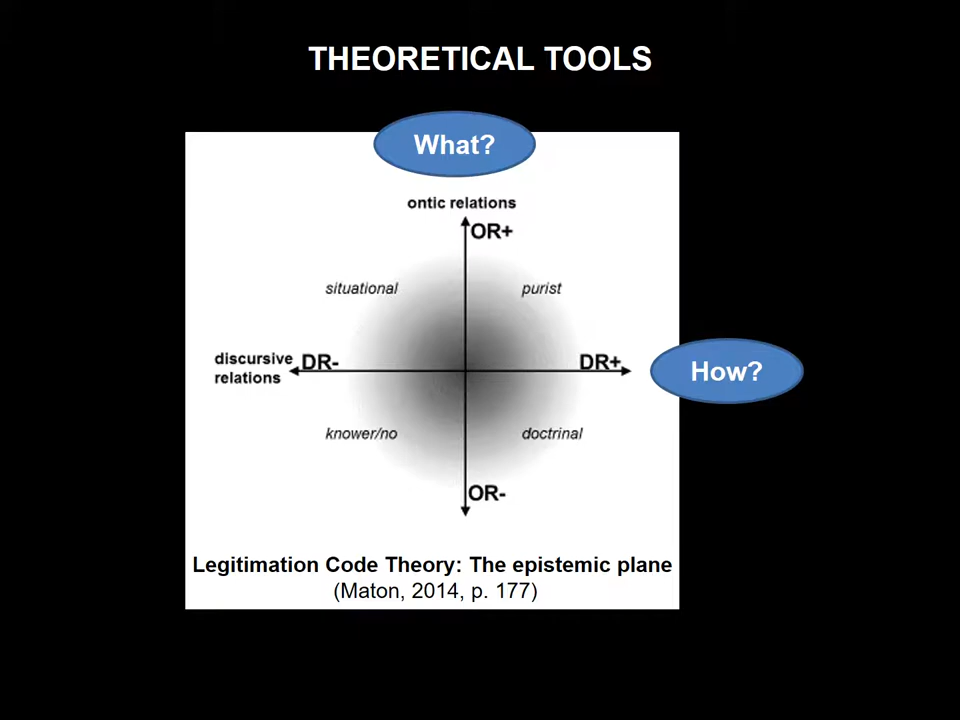 THEORETICAL TOOLS
What?
ontic relations
OR+
situational
purist
discursive
relations
DR-
DR+
How?
knower/no
doctrinal
OR-
Legitimation Code Theory: The epistemic plane
(Maton, 2014, p. 177)